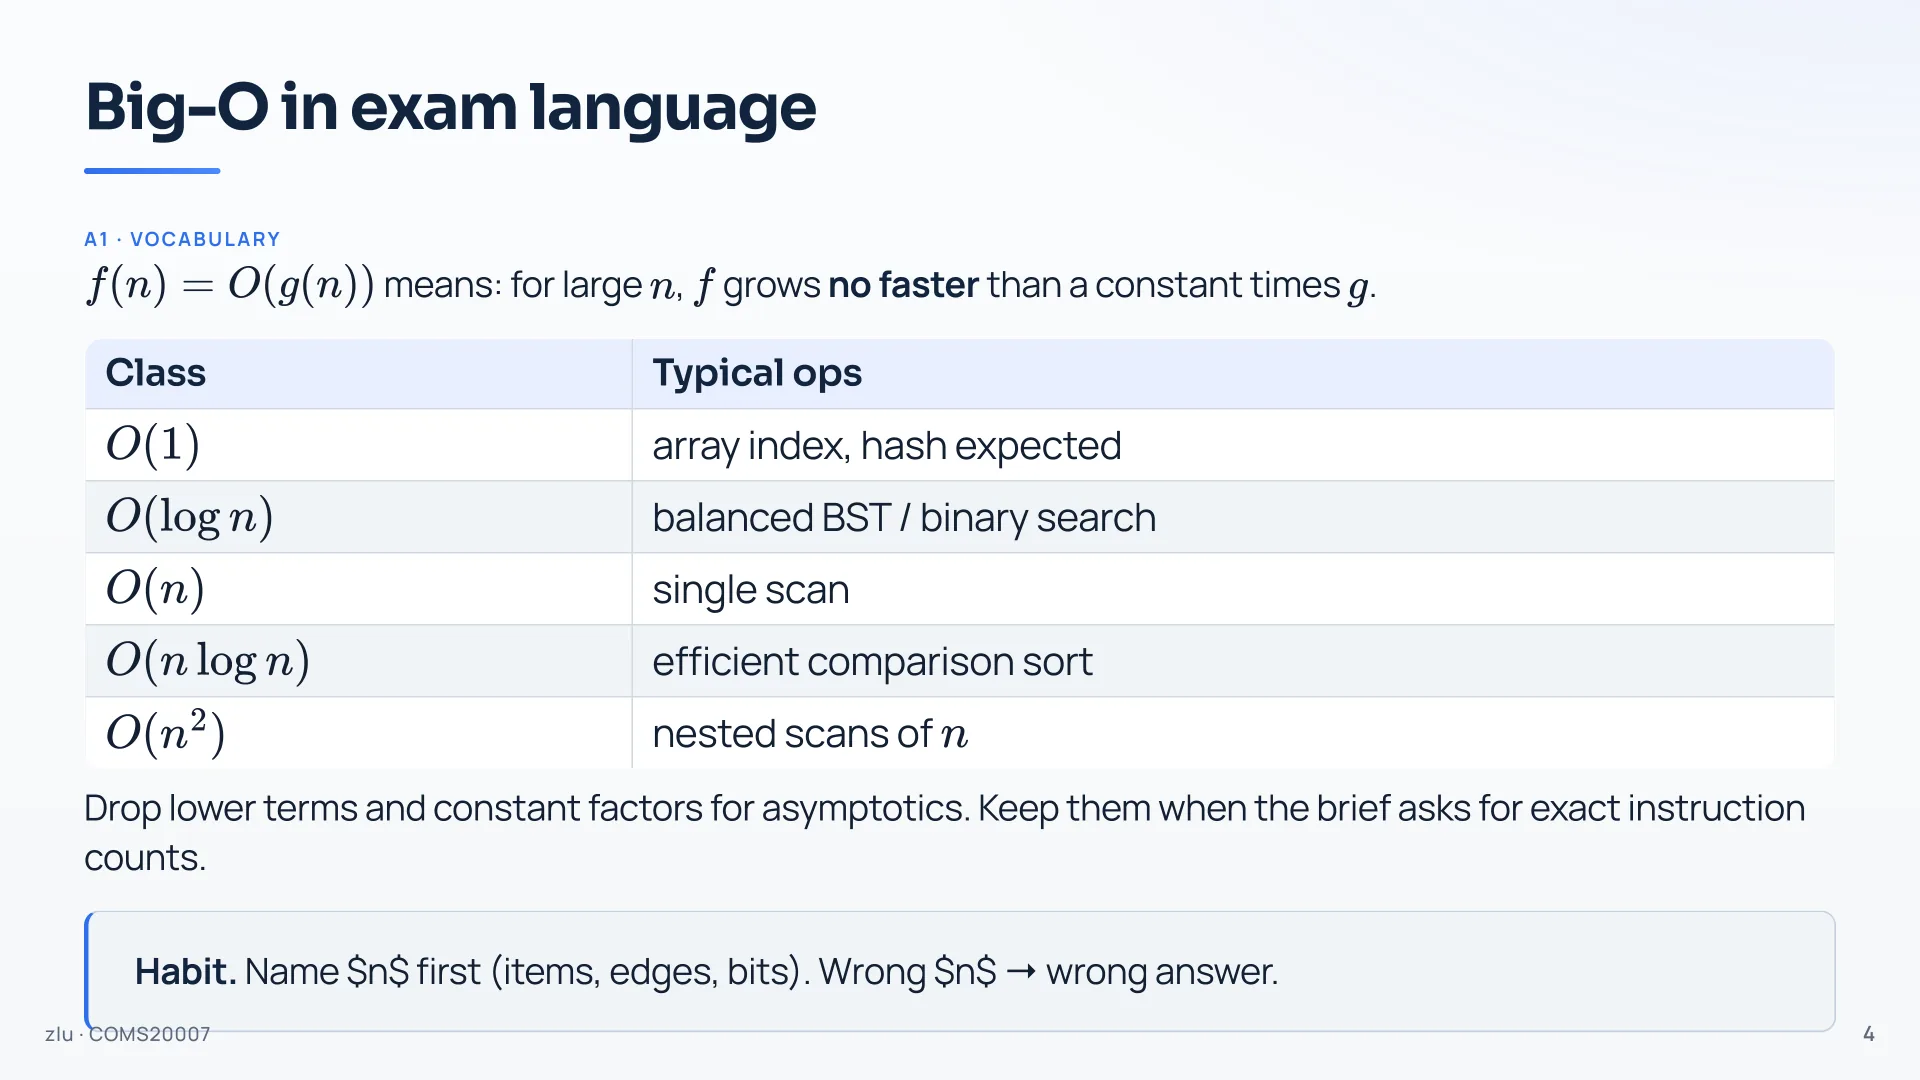 Big-O in exam language
A1 · VOCABULARY
f(n) = O(g(n)) means: for large n, f grows no faster than a constant times g.
Class Typical ops
O(1) array index, hash expected
O(log n) balanced BST / binary search
O(n) single scan
O(n log n) efficient comparison sort
O(n²) nested scans of n
Drop lower terms and constant factors for asymptotics. Keep them when the brief asks for exact instruction
counts.
Habit. Name $n$ first (items, edges, bits). Wrong $n$ → wrong answer.
zlu · COMS20007
4